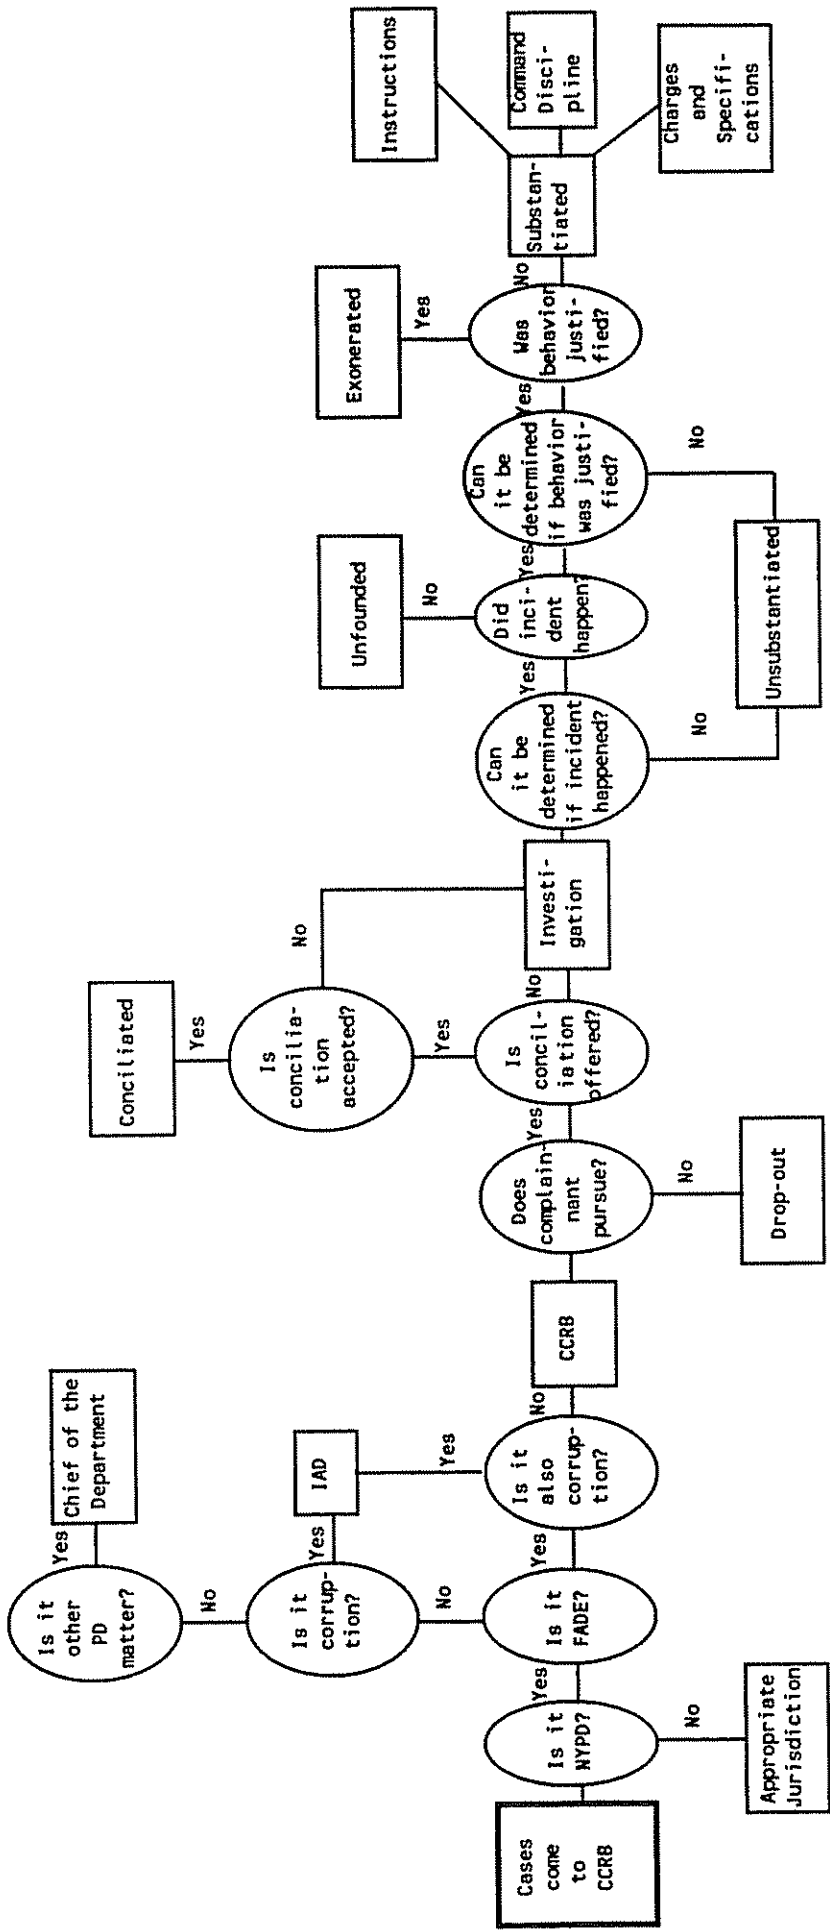 Cases
come
to
CCRB
Is it
NYPD?
No
Appropriate
Jurisdiction
Yes
Is it
FADE?
No
Is it
corrup-
tion?
No
Is it
other
PD
matter?
Yes
Chief of the
Department
Yes
IAD
Yes
Is it
also
corrup-
tion?
Yes
No
CCRB
Does
complain-
nant
pursue?
No
Drop-out
Yes
Is
concil-
iation
offered?
Yes
Is
concilia-
tion
accepted?
Yes
Conciliated
No
No
Investi-
gation
Can
it be
determined
if incident
happened?
No
Unsubstantiated
Yes
Did
inci-
dent
happen?
No
Unfounded
Yes
Can
it be
determined
if behavior
was justi-
fied?
No
Yes
Was
behavior
justi-
fied?
Yes
Exonerated
No
Substan-
tiated
Instructions
Command
Disci-
pline
Charges
and
Specifi-
cations